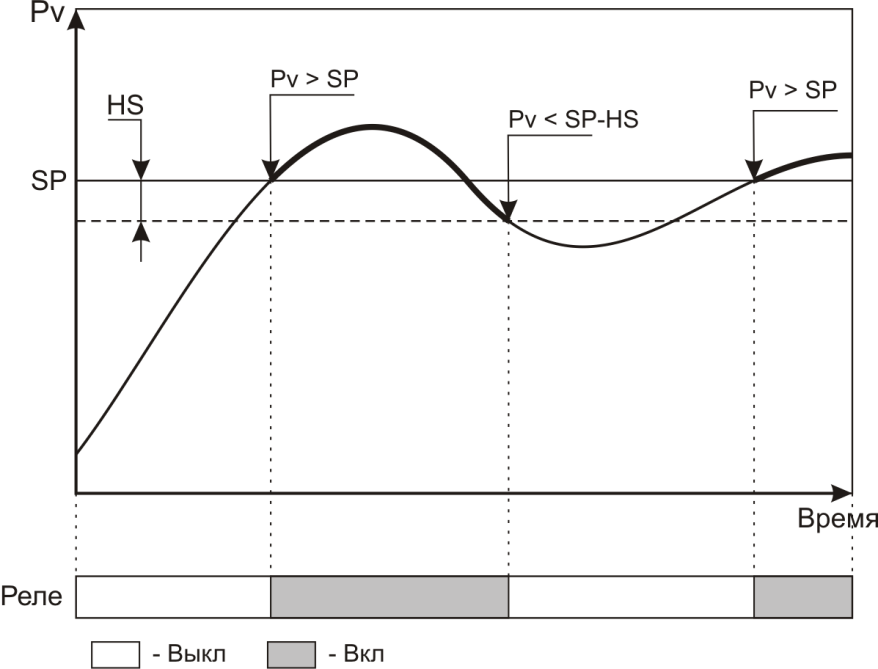 Pv
Pv > SP
Pv > SP
HS
Pv < SP-HS
SP
Время
Реле
- Выкл
- Вкл